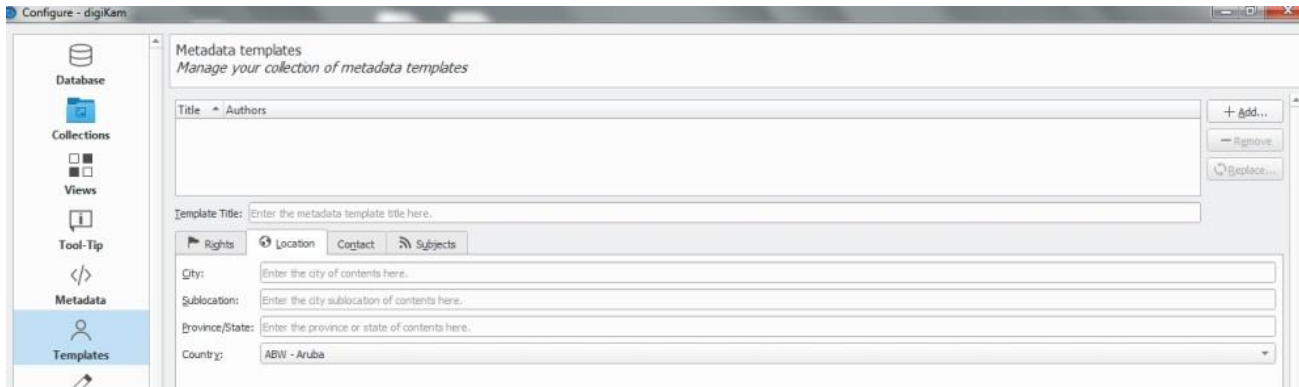 Configure - digiKam
Database
Collections
Views
Tool-Tip
Metadata
Templates
Metadata templates
Manage your collection of metadata templates
Title Authors
Add...
Remove
Replace...
Template Title: Enter the metadata template title here.
Rights Location Contact Subjects
City: Enter the city of contents here.
Sublocation: Enter the city sublocation of contents here.
Province/State: Enter the province or state of contents here.
Country: ABW - Aruba